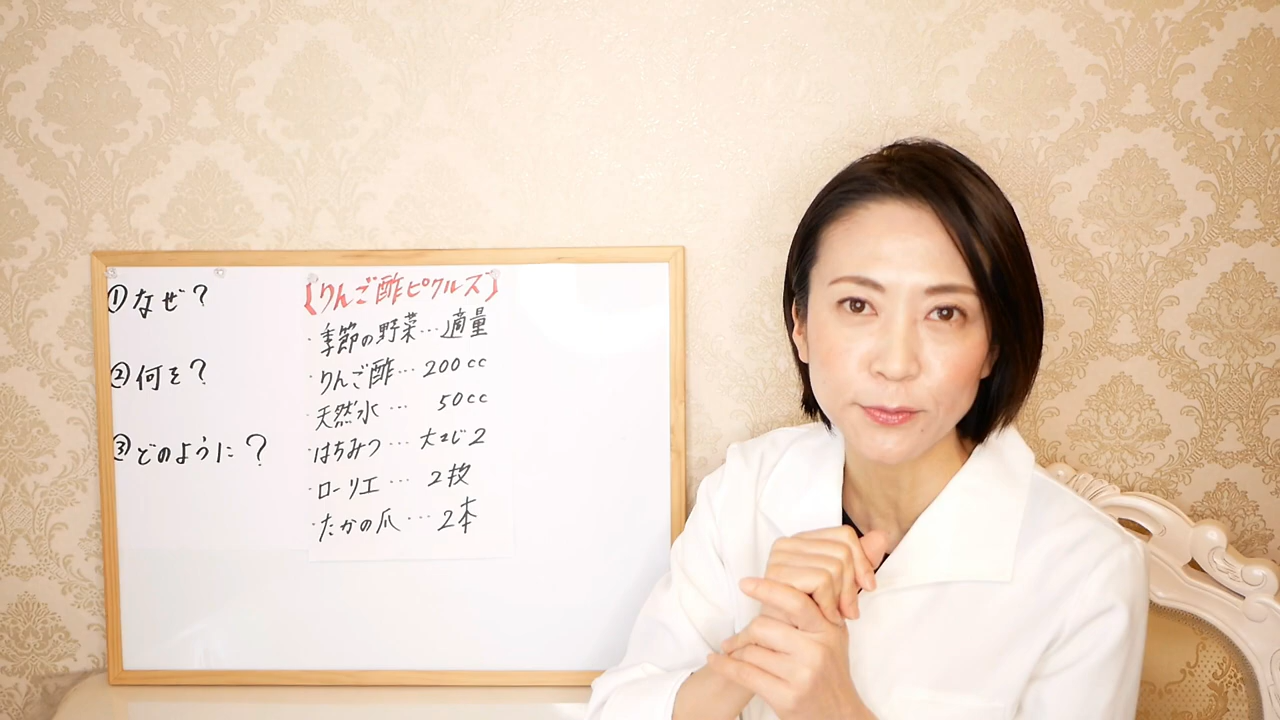 ①なぜ?
②何を?
③どのように?
【りんご酢ピクルス】
・季節の野菜…適量
・りんご酢…200cc
・天然水… 50cc
・はちみつ…大さじ2
・ローリエ…2枚
・たかの爪…2本